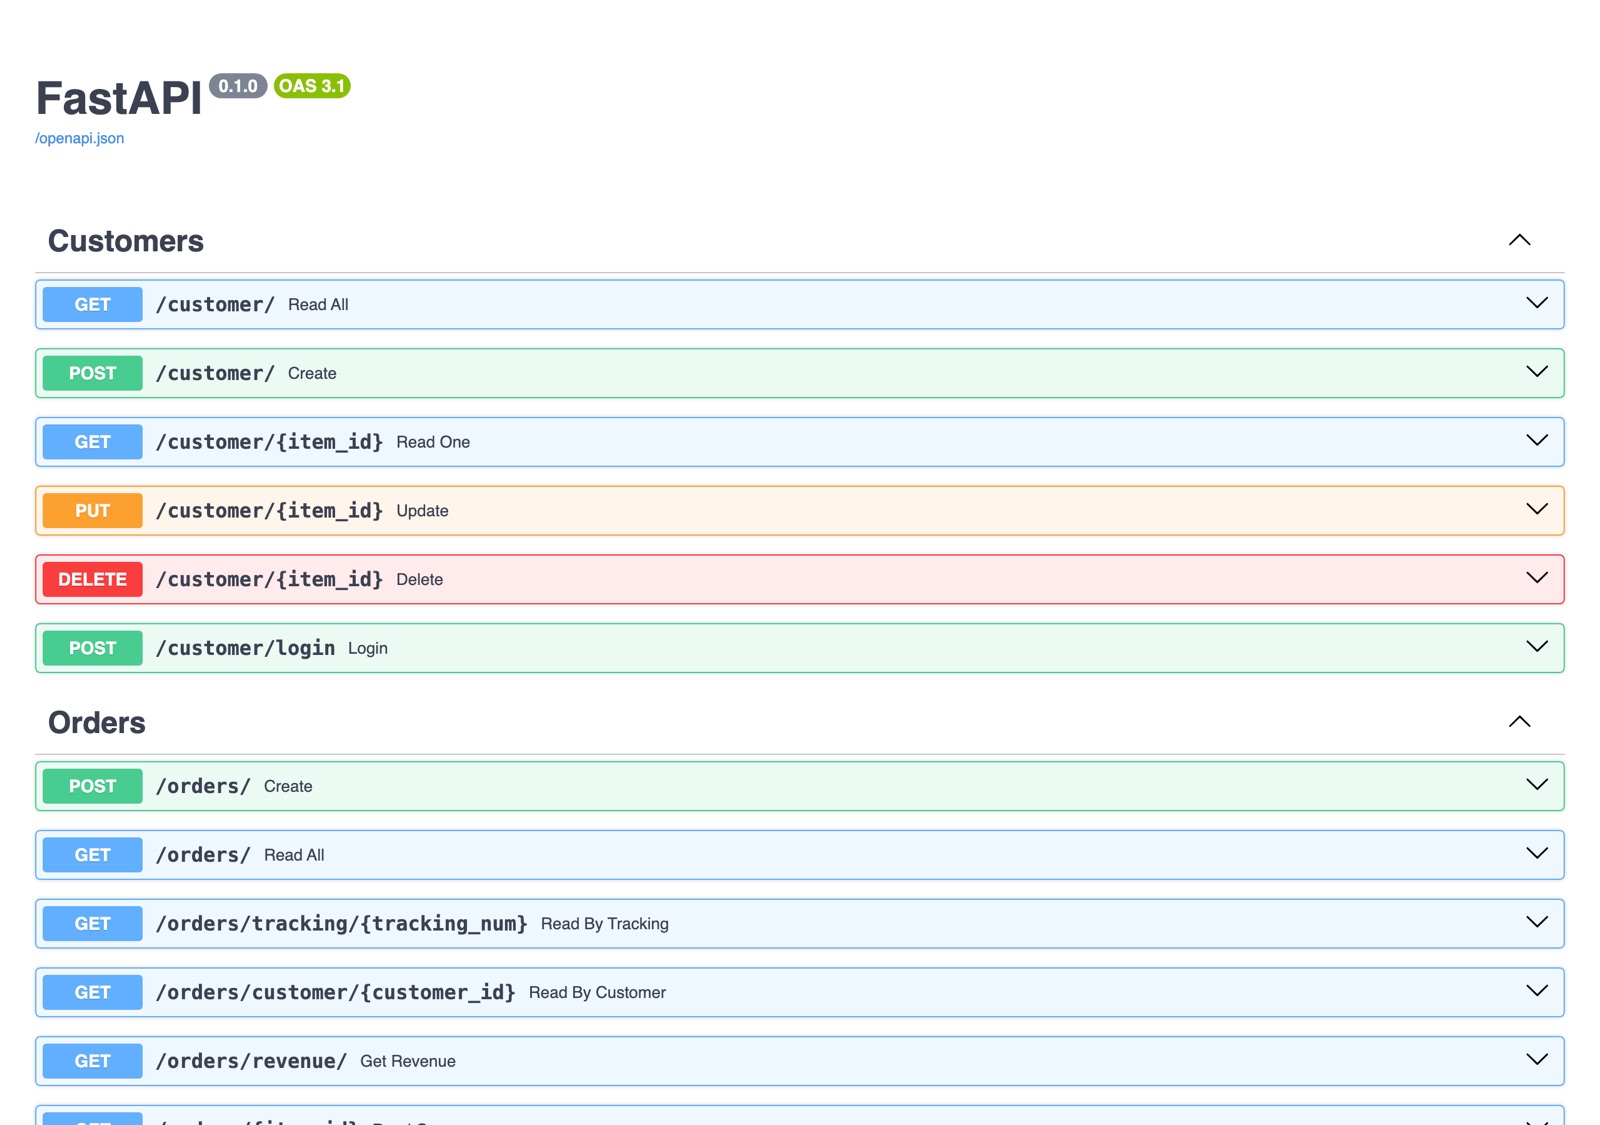 FastAPI 0.1.0 OAS 3.1
/openapi.json
Customers
GET /customer/ Read All
POST /customer/ Create
GET /customer/{item_id} Read One
PUT /customer/{item_id} Update
DELETE /customer/{item_id} Delete
POST /customer/login Login
Orders
POST /orders/ Create
GET /orders/ Read All
GET /orders/tracking/{tracking_num} Read By Tracking
GET /orders/customer/{customer_id} Read By Customer
GET /orders/revenue/ Get Revenue